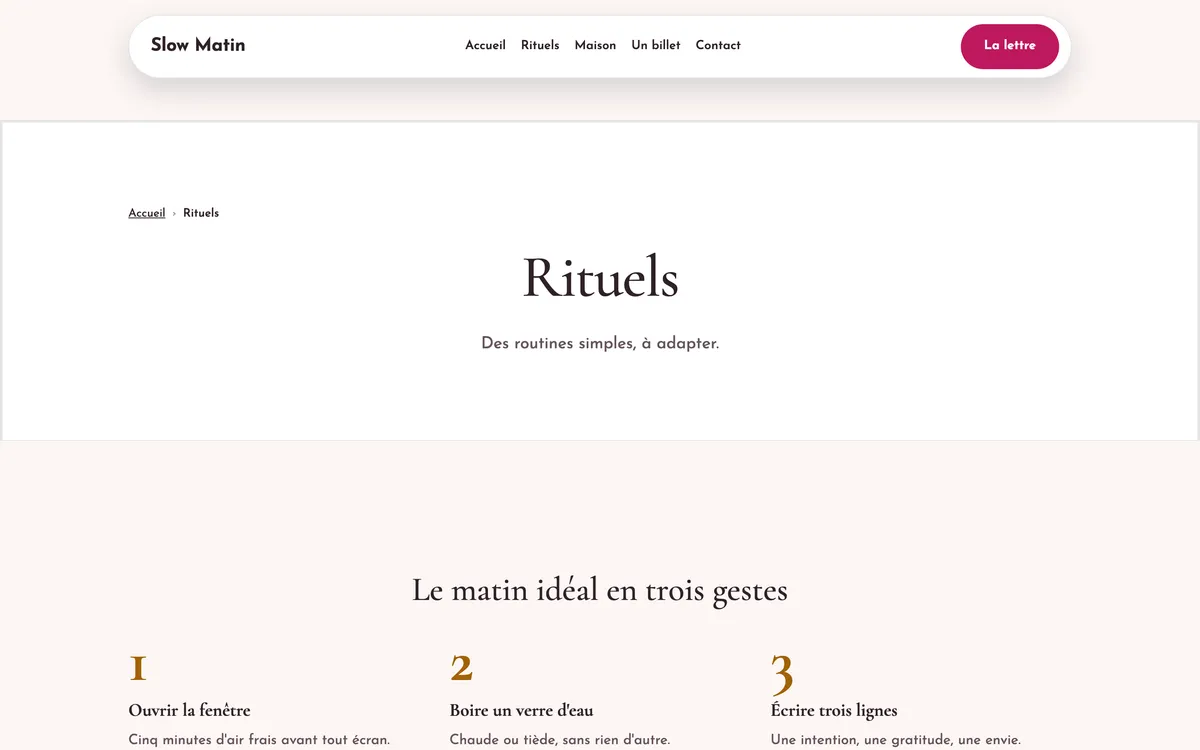 Slow Matin
Accueil Rituels Maison Un billet Contact
La lettre
Accueil › Rituels
Rituels
Des routines simples, à adapter.
Le matin idéal en trois gestes
1
Ouvrir la fenêtre
Cinq minutes d'air frais avant tout écran.
2
Boire un verre d'eau
Chaude ou tiède, sans rien d'autre.
3
Écrire trois lignes
Une intention, une gratitude, une envie.